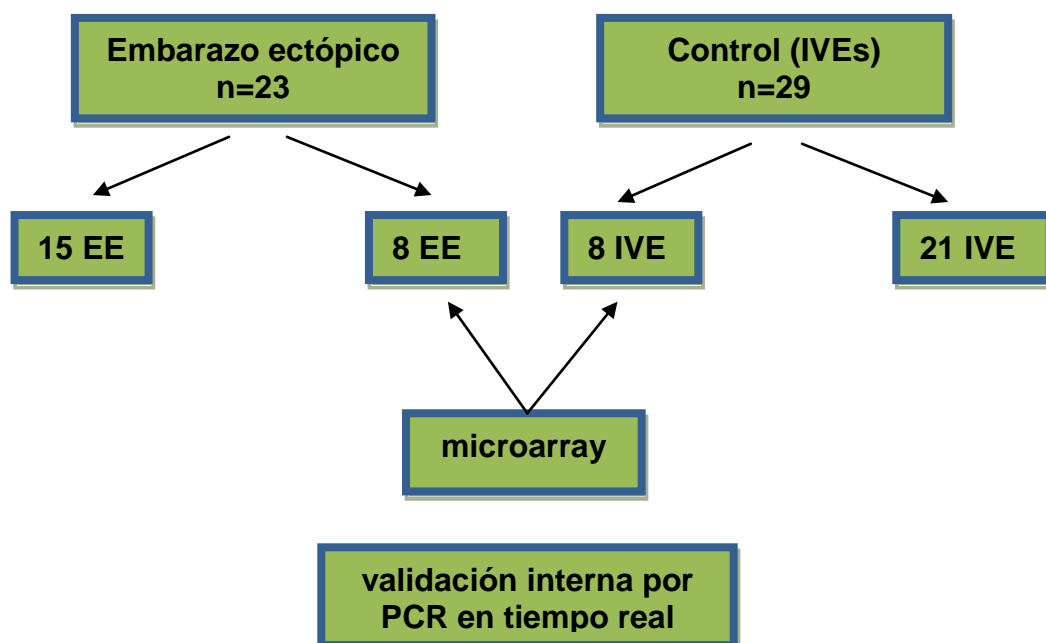 Embarazo ectópico
n=23
Control (IVEs)
n=29
15 EE
8 EE
8 IVE
21 IVE
microarray
validación interna por
PCR en tiempo real